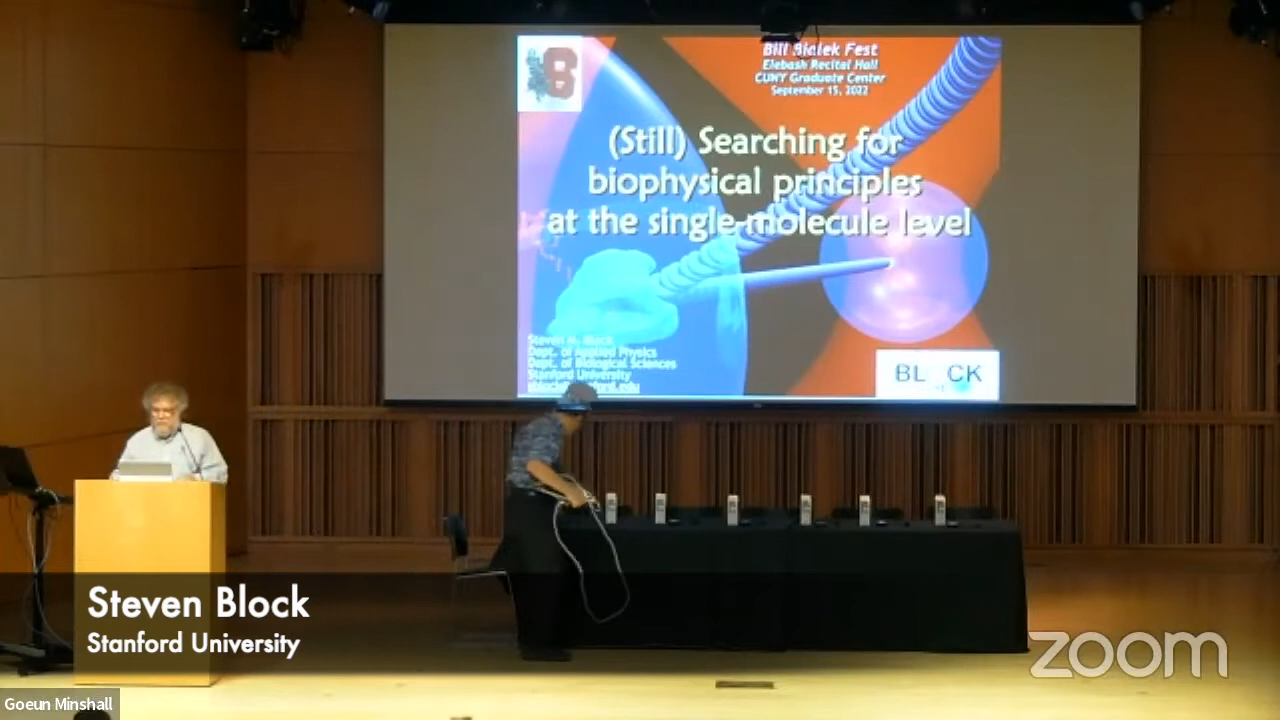 Bill Bialek Fest
Elebash Recital Hall
CUNY Graduate Center
September 15, 2022
(Still) Searching for
biophysical principles
at the single-molecule level
Steven M. Block
Dept. of Applied Physics
Dept. of Biological Sciences
Stanford University
BL CK
Steven Block
Stanford University
zoom
Goeun Minshall